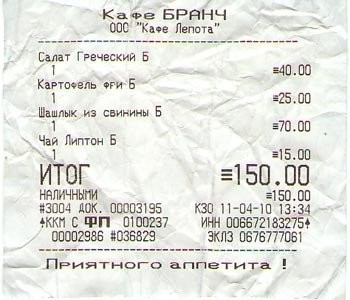 Кафе БРАНЧ
ООО "Кафе Лепота"
Салат Греческий Б
1 ≡40.00
Картофель фги Б
1 ≡25.00
Шашлык из свинины Б
1 ≡70.00
Чай Липтон Б
1 ≡15.00
ИТОГ ≡150.00
НАЛИЧНЫМИ ≡150.00
#3004 ДОК. 00003195 К30 11-04-10 13:34
ККМ С ФП 0100237 ИНН 006672183275
00002986 #036829 ЭКЛЗ 0676777061
Приятного аппетита !